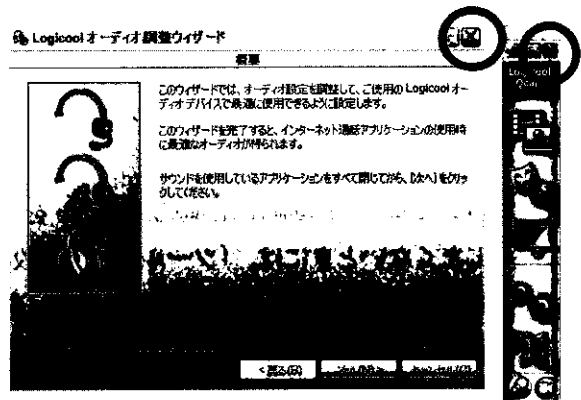 Logicool オーディオ調整ウィザード
概要
このウィザードでは、オーディオ設定を調整して、ご使用の Logicool オー
ディオ デバイスで最適に使用できるように設定します。
このウィザードを完了すると、インターネット通話アプリケーションの使用時
に最適なオーディオが得られます。
サウンドを使用しているアプリケーションをすべて閉じてから、[次へ] をクリッ
クしてください。
< 戻る(B)
Logicool